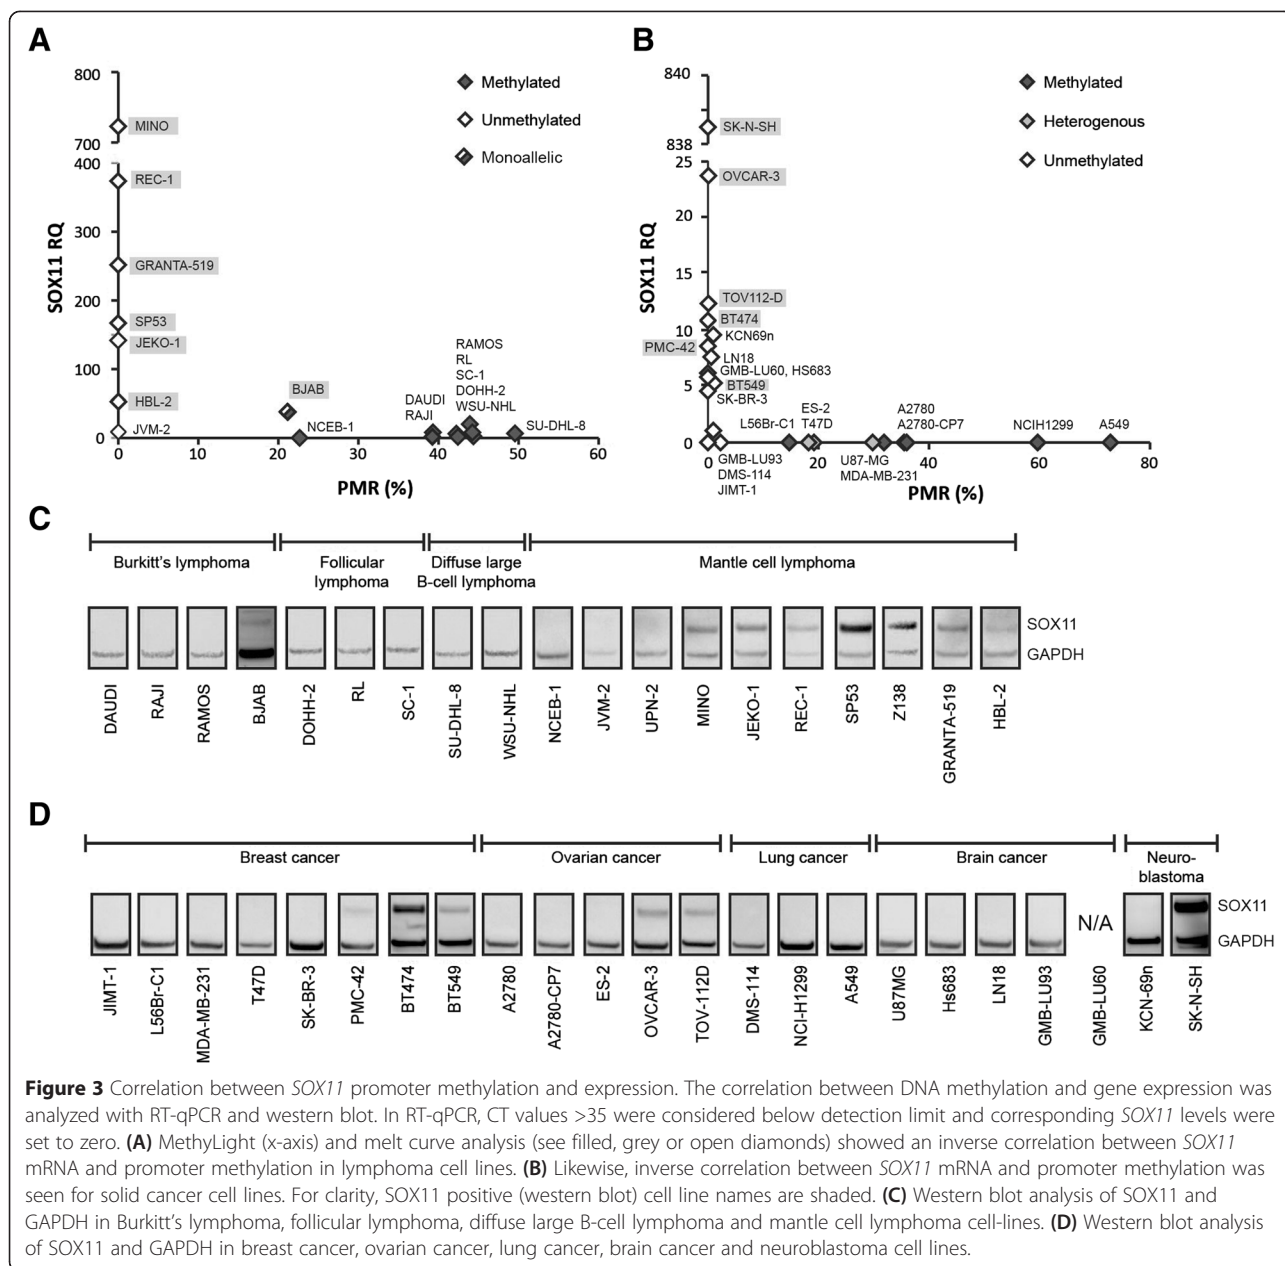 A
800
700
400
300
200
100
0
SOX11 RQ
MINO
REC-1
GRANTA-519
SP53
JEKO-1
HBL-2
JVM-2
BJAB
NCEB-1
DAUDI
RAJI
RAMOS
RL
SC-1
DOHH-2
WSU-NHL
SU-DHL-8
Methylated
Unmethylated
Monoallelic
0 10 20 30 40 50 60
PMR (%)
B
840
838
25
20
15
10
5
0
SOX11 RQ
SK-N-SH
OVCAR-3
TOV112-D
BT474
KCN69n
PMC-42
LN18
GMB-LU60, HS683
BT549
SK-BR-3
L56Br-C1
ES-2
T47D
A2780
A2780-CP7
NCIH1299
A549
Methylated
Heterogenous
Unmethylated
0 20 40 60 80
GMB-LU93
DMS-114
JIMT-1
U87-MG
MDA-MB-231
PMR (%)
C
Burkitt's lymphoma
Follicular
lymphoma
Diffuse large
B-cell lymphoma
Mantle cell lymphoma
SOX11
GAPDH
DAUDI
RAJI
RAMOS
BJAB
DOHH-2
RL
SC-1
SU-DHL-8
WSU-NHL
NCEB-1
JVM-2
UPN-2
MINO
JEKO-1
REC-1
SP53
Z138
GRANTA-519
HBL-2
D
Breast cancer
Ovarian cancer
Lung cancer
Brain cancer
Neuro-
blastoma
N/A
SOX11
GAPDH
JIMT-1
L56Br-C1
MDA-MB-231
T47D
SK-BR-3
PMC-42
BT474
BT549
A2780
A2780-CP7
ES-2
OVCAR-3
TOV-112D
DMS-114
NCI-H1299
A549
U87MG
Hs683
LN18
GMB-LU93
GMB-LU60
KCN-69n
SK-N-SH
Figure 3 Correlation between SOX11 promoter methylation and expression. The correlation between DNA methylation and gene expression was
analyzed with RT-qPCR and western blot. In RT-qPCR, CT values >35 were considered below detection limit and corresponding SOX11 levels were
set to zero. (A) MethyLight (x-axis) and melt curve analysis (see filled, grey or open diamonds) showed an inverse correlation between SOX11
mRNA and promoter methylation in lymphoma cell lines. (B) Likewise, inverse correlation between SOX11 mRNA and promoter methylation was
seen for solid cancer cell lines. For clarity, SOX11 positive (western blot) cell line names are shaded. (C) Western blot analysis of SOX11 and
GAPDH in Burkitt's lymphoma, follicular lymphoma, diffuse large B-cell lymphoma and mantle cell lymphoma cell-lines. (D) Western blot analysis
of SOX11 and GAPDH in breast cancer, ovarian cancer, lung cancer, brain cancer and neuroblastoma cell lines.